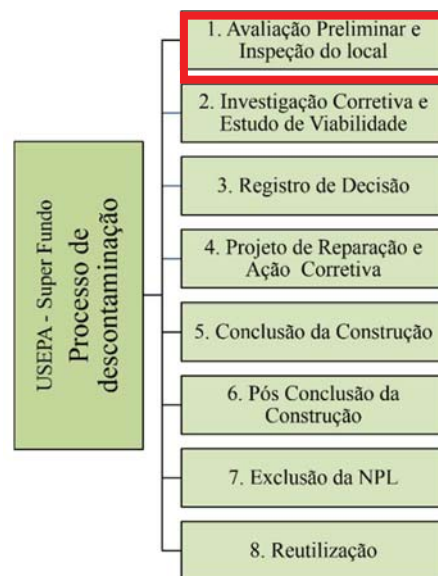 USEPA - Super Fundo
Processo de
descontaminação
1. Avaliação Preliminar e
Inspeção do local
2. Investigação Corretiva e
Estudo de Viabilidade
3. Registro de Decisão
4. Projeto de Reparação e
Ação Corretiva
5. Conclusão da Construção
6. Pós Conclusão da
Construção
7. Exclusão da NPL
8. Reutilização